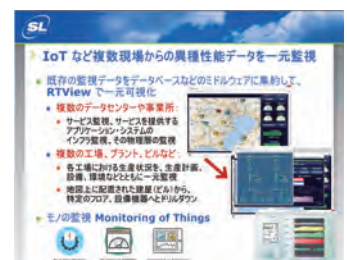 SL
IoT など複数現場からの異種性能データを一元監視
既存の監視データをデータベースなどのミドルウェアに集約して、
RTView で一元可視化
複数のデータセンターや事業所:
サービス監視、サービスを提供する
アプリケーション・システムの
インフラ監視、その物理層の監視
複数の工場、プラント、ビルなど:
各工場における生産状況を、生産計画、
設備、環境などとともに一元監視
地図上に配置された建屋(ビル)から、
特定のフロア、設備機器へとドリルダウン
モノの監視 Monitoring of Things